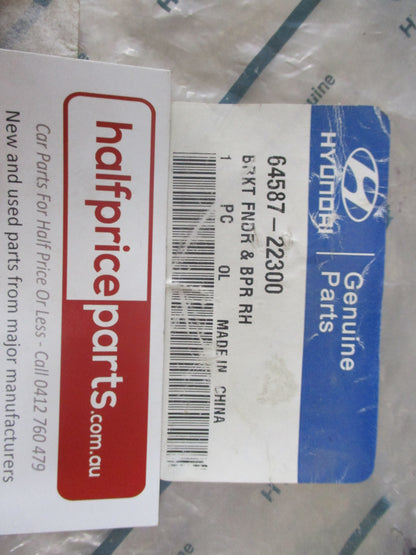 HYUNDAI
Genuine
Parts
64587-22300
BRKT FNDR & BPR RH
1 PC OL MADE IN CHINA
halfpriceparts.com.au
Car Parts For Half Price Or Less - Call 0412 760 479
New and used parts from major manufacturers